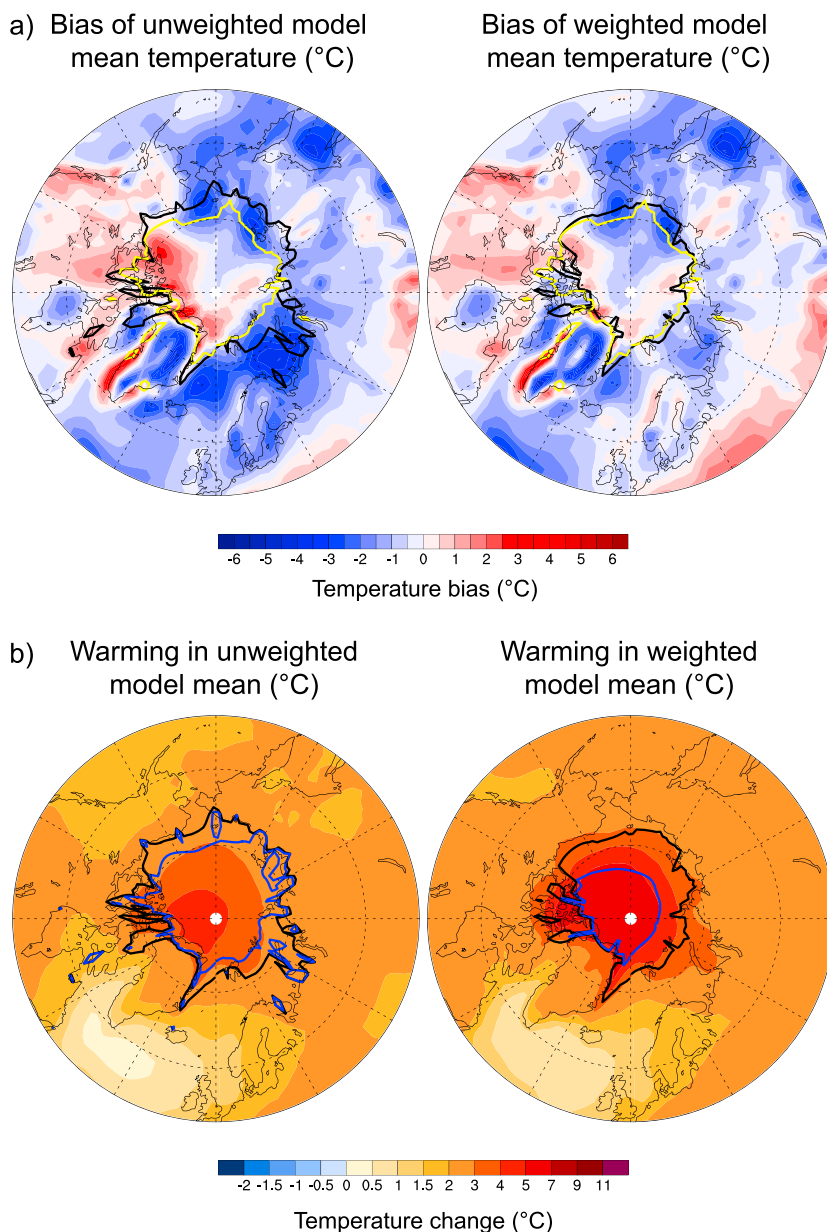 a)
Bias of unweighted model
mean temperature (°C)
Bias of weighted model
mean temperature (°C)
-6 -5 -4 -3 -2 -1 0 1 2 3 4 5 6
Temperature bias (°C)
b)
Warming in unweighted
model mean (°C)
Warming in weighted
model mean (°C)
-2 -1.5 -1 -0.5 0 0.5 1 1.5 2 3 4 5 7 9 11
Temperature change (°C)